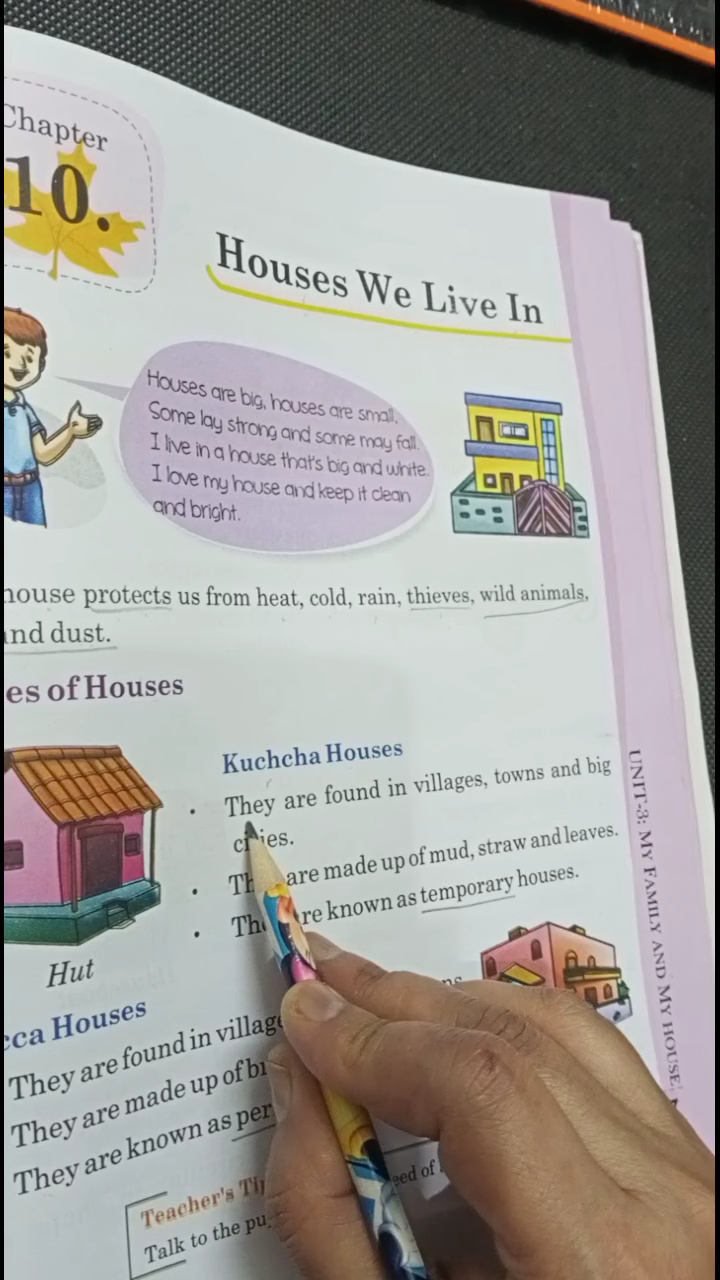 Chapter
10.
Houses We Live In
Houses are big, houses are small,
Some lay strong and some may fall.
I live in a house that's big and white.
I love my house and keep it clean
and bright.
house protects us from heat, cold, rain, thieves, wild animals,
and dust.
es of Houses
Kuchcha Houses
• They are found in villages, towns and big
cities.
• They are made up of mud, straw and leaves.
• They are known as temporary houses.
Hut
cca Houses
They are found in village
They are made up of b
They are known as per
Teacher's Tip
Talk to the pu
eed of
UNIT-3: MY FAMILY AND MY HOUSE